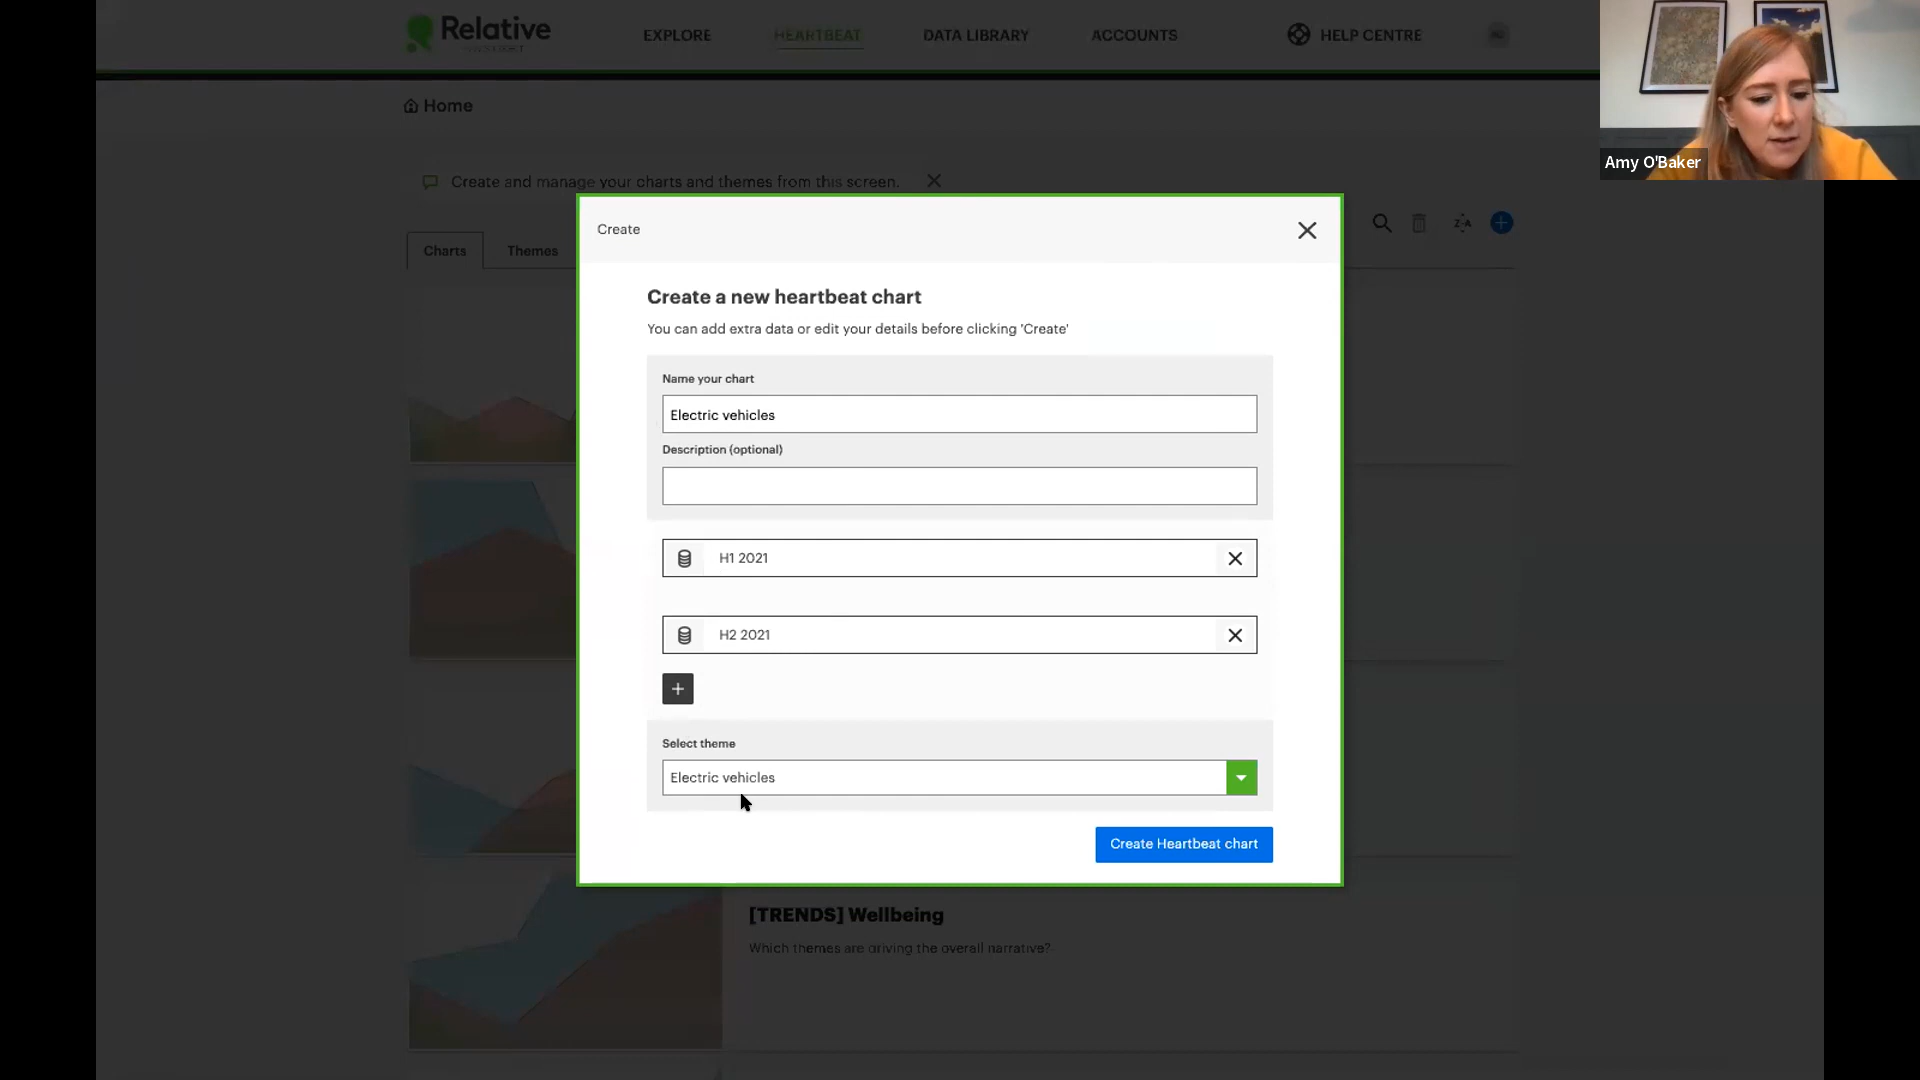 Relative
EXPLORE
HEARTBEAT
DATA LIBRARY
ACCOUNTS
HELP CENTRE
Amy O'Baker
Home
Create and manage your charts and themes from this screen.
Charts
Themes
Create
Create a new heartbeat chart
You can add extra data or edit your details before clicking 'Create'
Name your chart
Electric vehicles
Description (optional)
H1 2021
H2 2021
Select theme
Electric vehicles
Create Heartbeat chart
[TRENDS] Wellbeing
Which themes are driving the overall narrative?